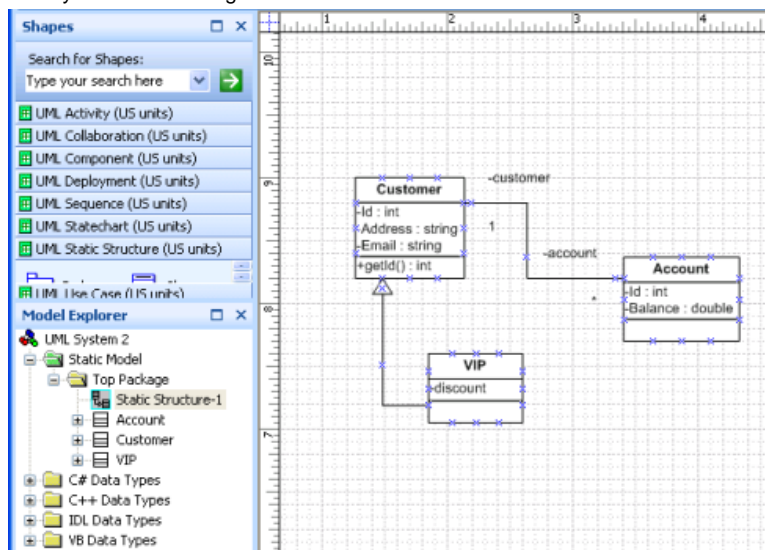 Shapes
Search for Shapes:
Type your search here
UML Activity (US units)
UML Collaboration (US units)
UML Component (US units)
UML Deployment (US units)
UML Sequence (US units)
UML Statechart (US units)
UML Static Structure (US units)
UML Use Case (US units)
Model Explorer
UML System 2
Static Model
Top Package
Static Structure-1
Account
Customer
VIP
C# Data Types
C++ Data Types
IDL Data Types
VB Data Types
1 2 3 4
10
9
8
7
Customer
-Id : int
-Address : string
-Email : string
+getId() : int
-customer
1
-account
*
Account
-Id : int
-Balance : double
VIP
-discount